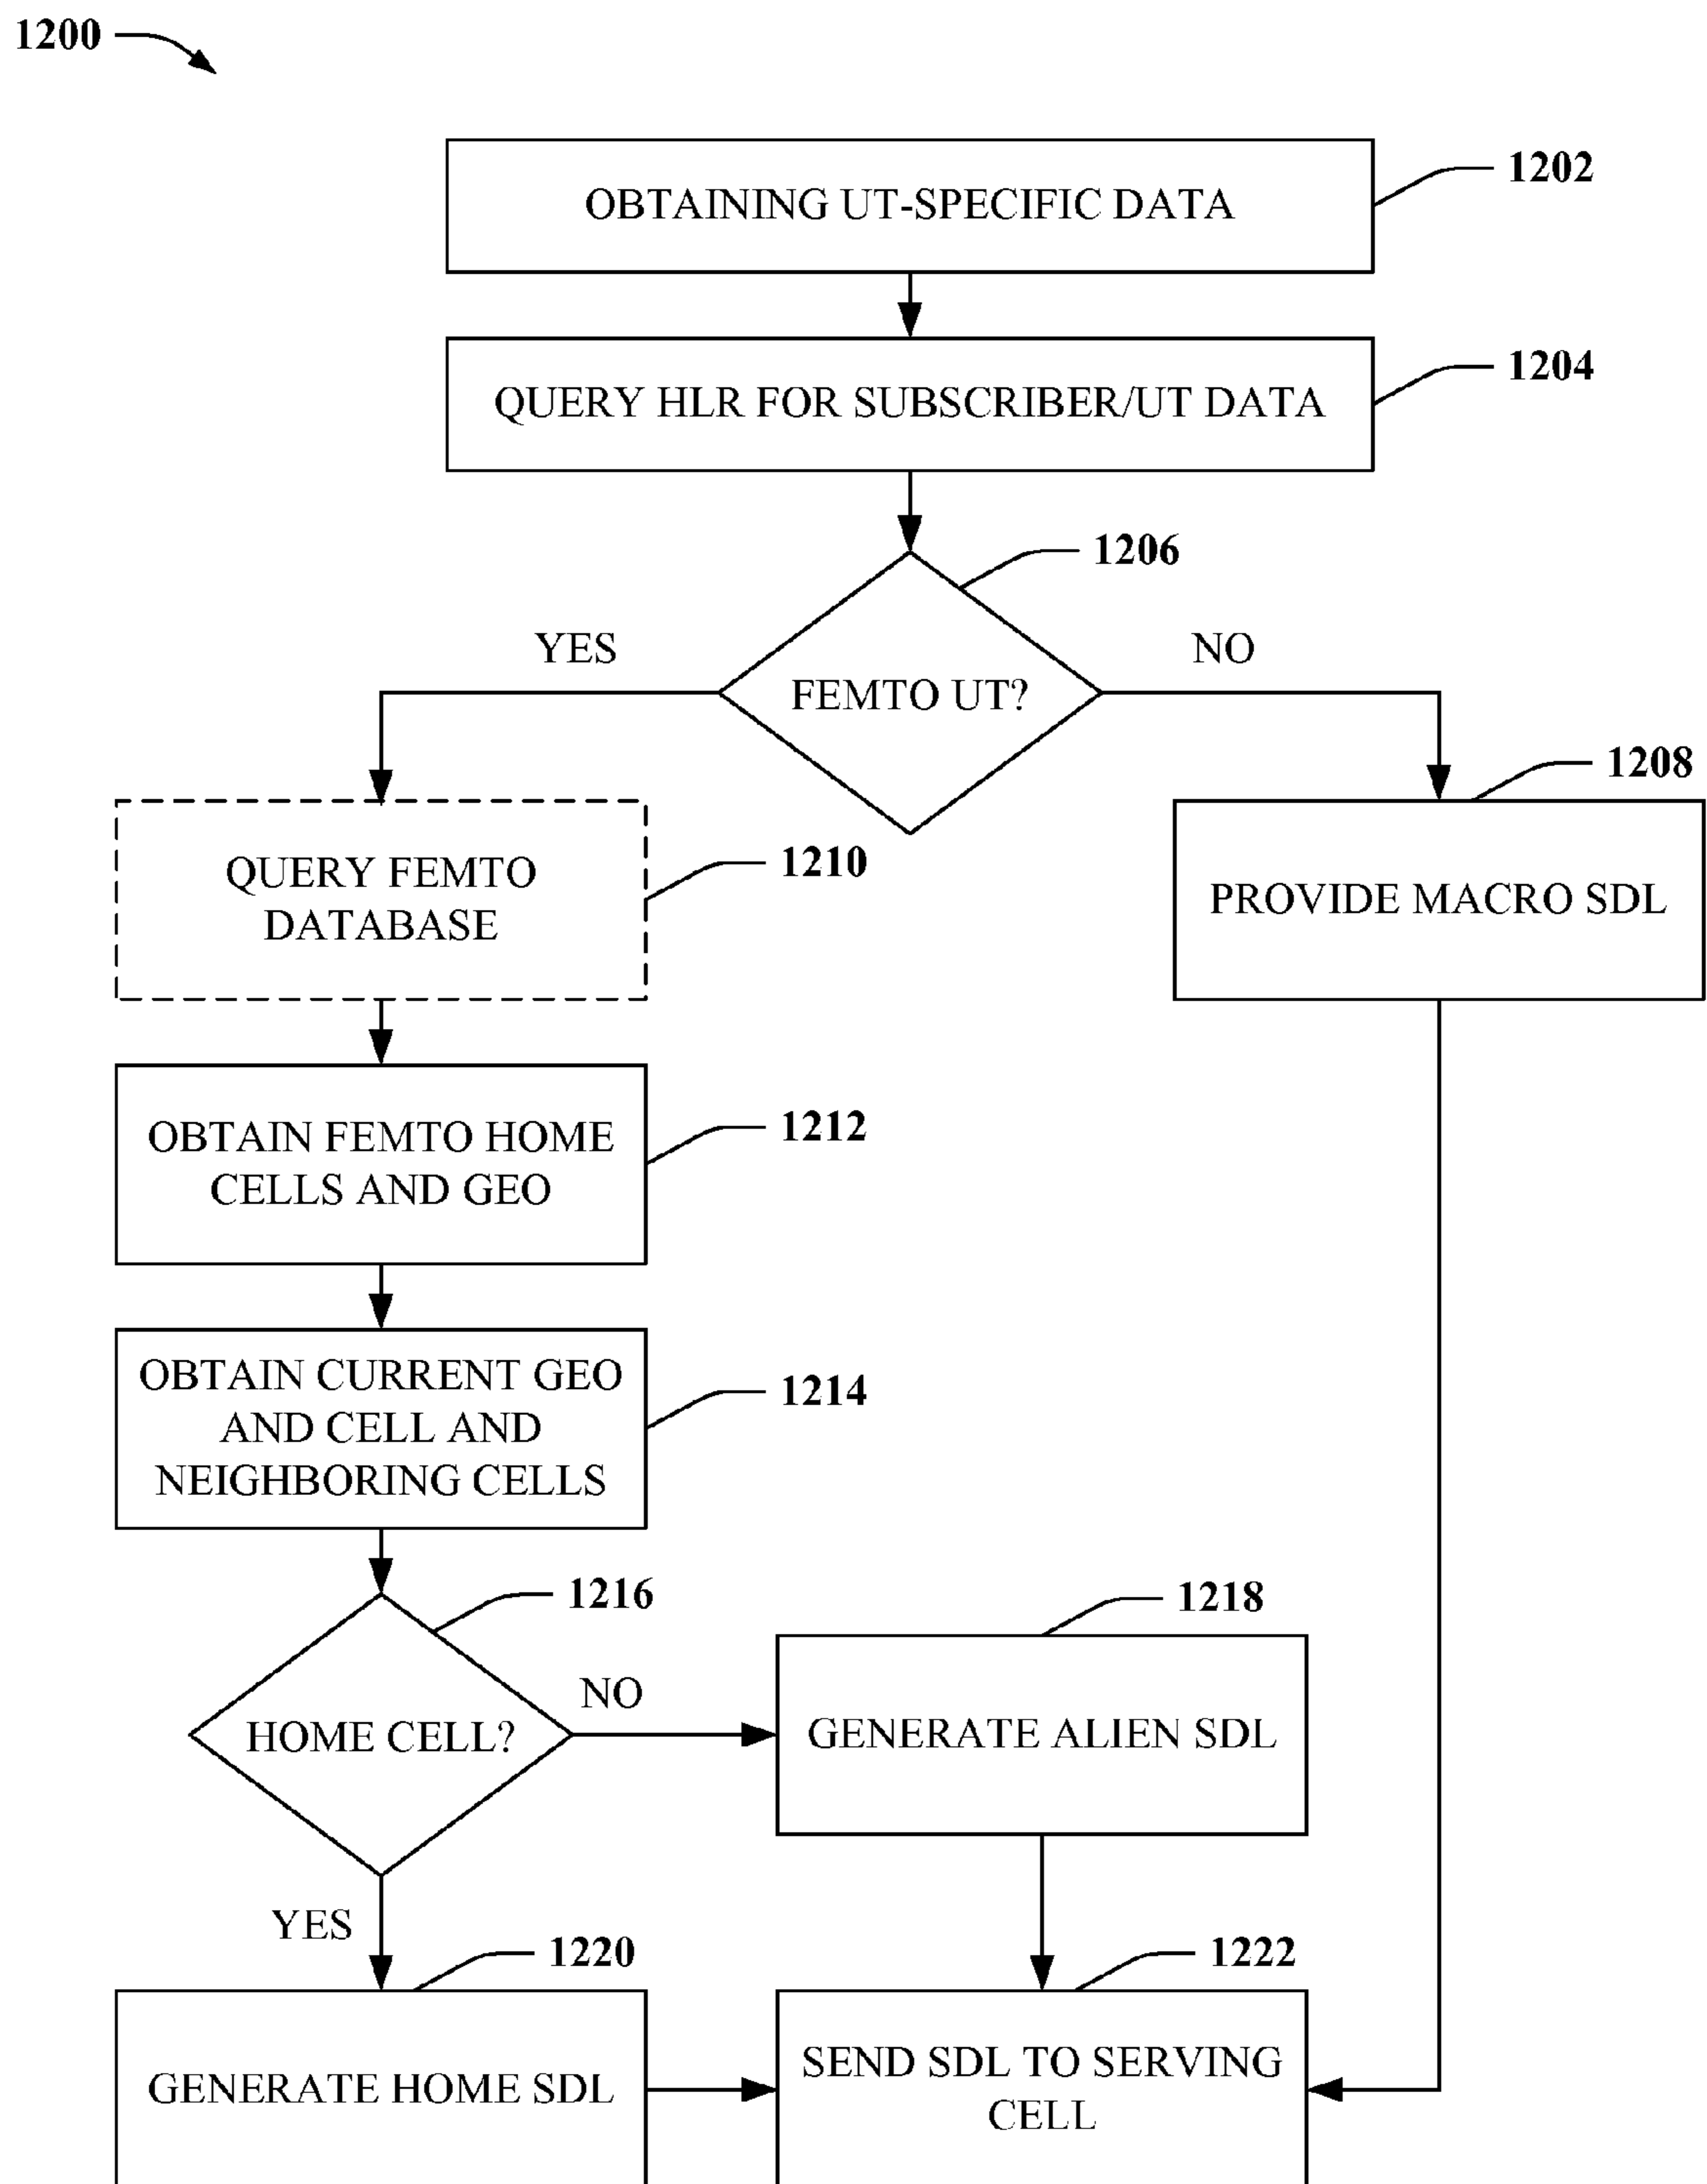 1200
OBTAINING UT-SPECIFIC DATA
1202
QUERY HLR FOR SUBSCRIBER/UT DATA
1204
1206
YES
NO
FEMTO UT?
1208
QUERY FEMTO
DATABASE
1210
PROVIDE MACRO SDL
OBTAIN FEMTO HOME
CELLS AND GEO
1212
OBTAIN CURRENT GEO
AND CELL AND
NEIGHBORING CELLS
1214
1216
1218
NO
HOME CELL?
GENERATE ALIEN SDL
YES
1220
1222
GENERATE HOME SDL
SEND SDL TO SERVING
CELL